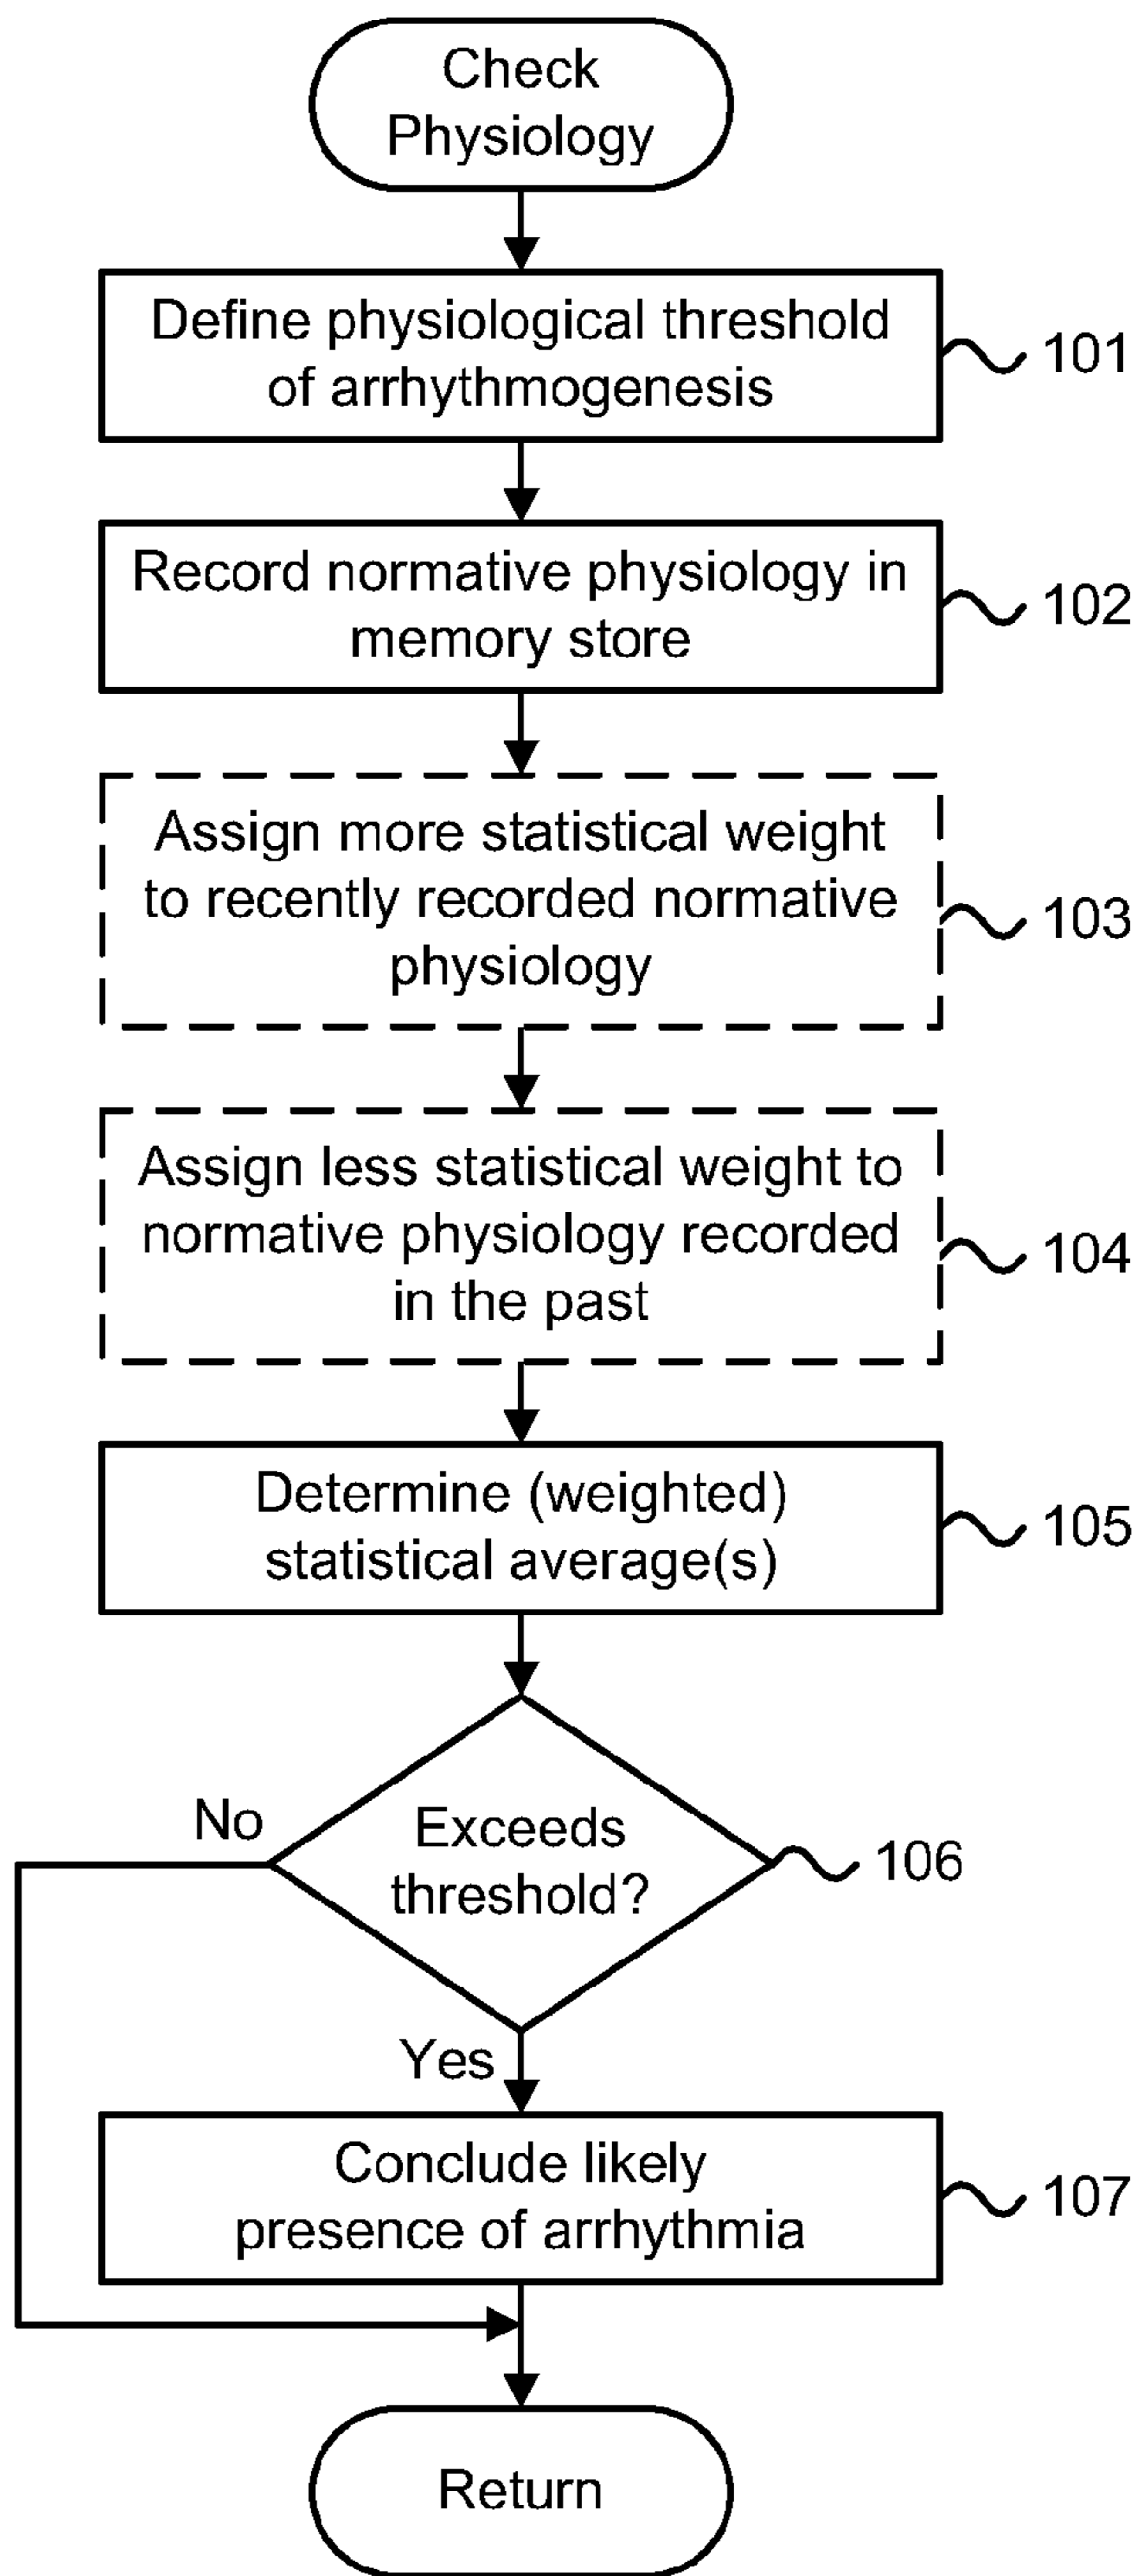 Check
Physiology
Define physiological threshold
of arrhythmogenesis
101
Record normative physiology in
memory store
102
Assign more statistical weight
to recently recorded normative
physiology
103
Assign less statistical weight to
normative physiology recorded
in the past
104
Determine (weighted)
statistical average(s)
105
No
Exceeds
threshold?
106
Yes
Conclude likely
presence of arrhythmia
107
Return